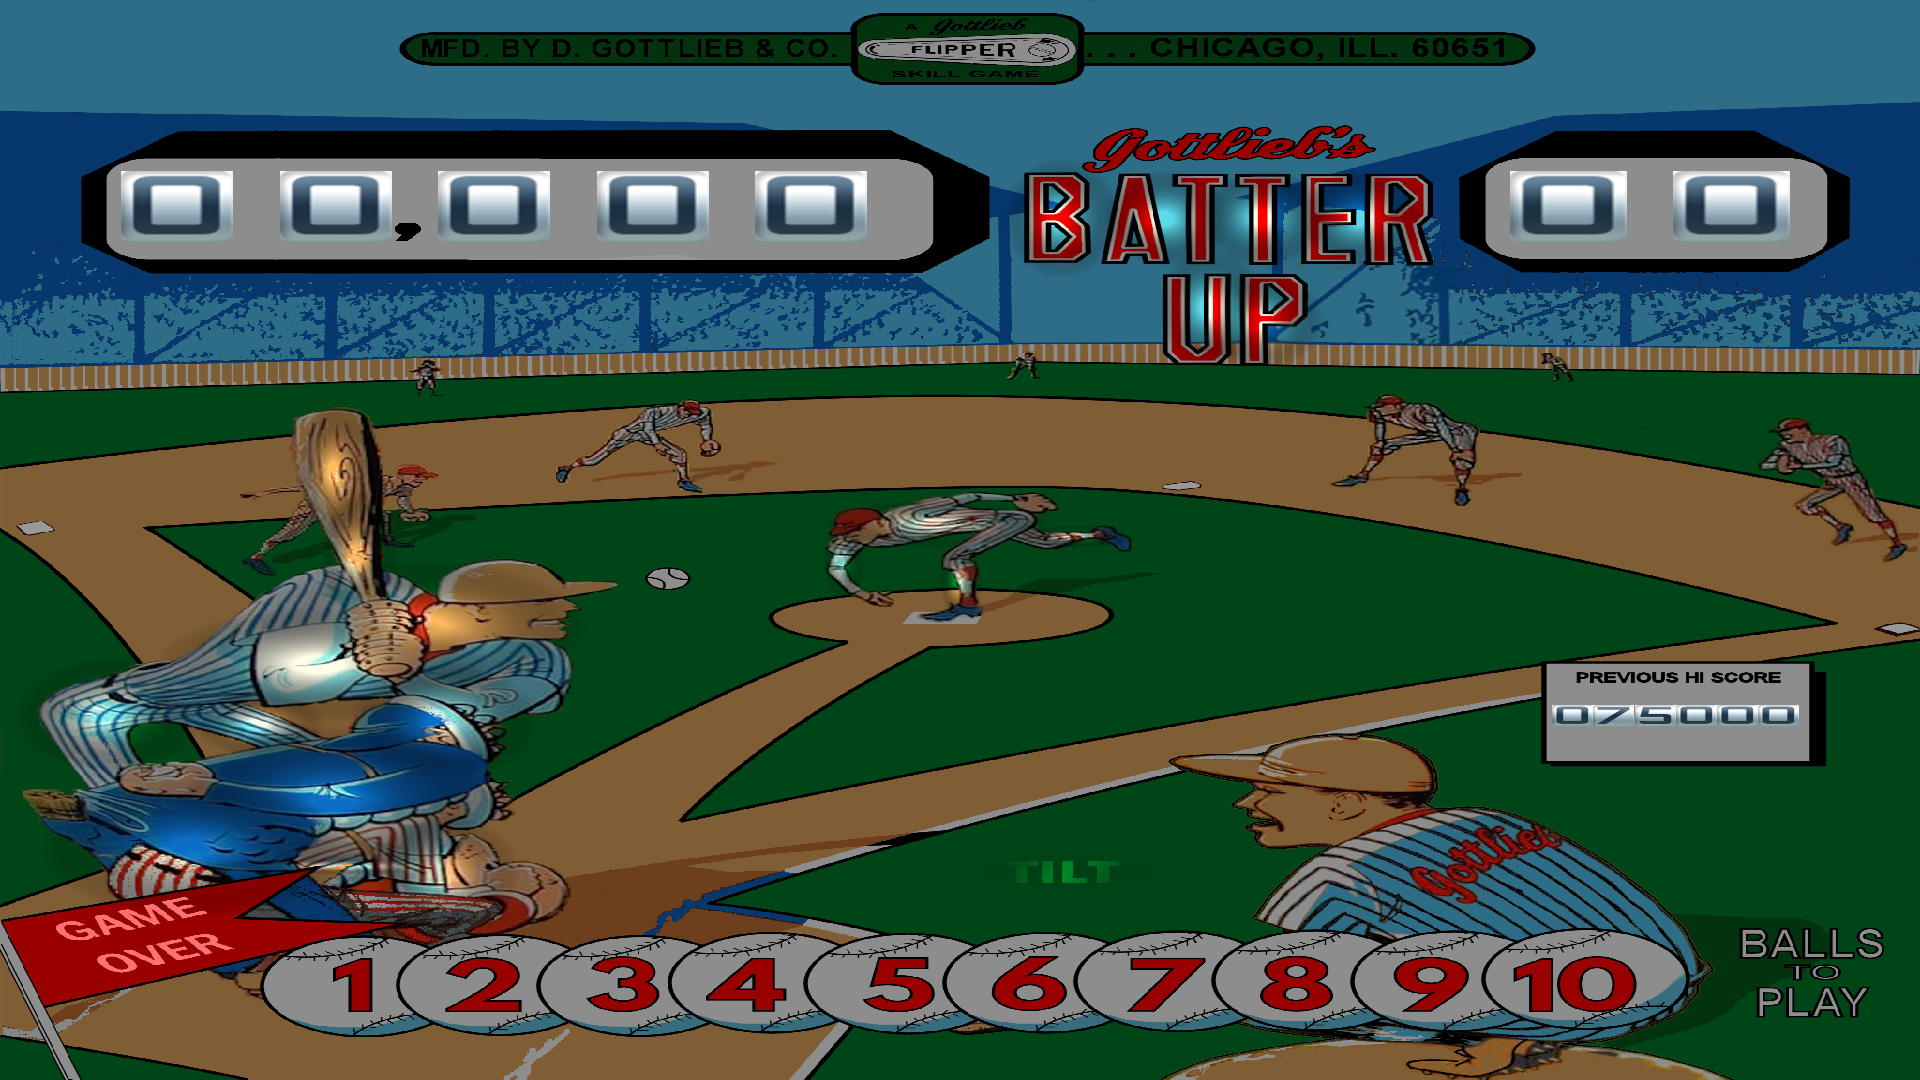 A Gottlieb
MFD. BY D. GOTTLIEB & CO. FLIPPER . . . CHICAGO, ILL. 60651
SKILL GAME
Gottlieb's
BATTER
UP
00,000
00
PREVIOUS HI SCORE
075000
Gottlieb
TILT
GAME
OVER
1 2 3 4 5 6 7 8 9 10
BALLS
TO
PLAY